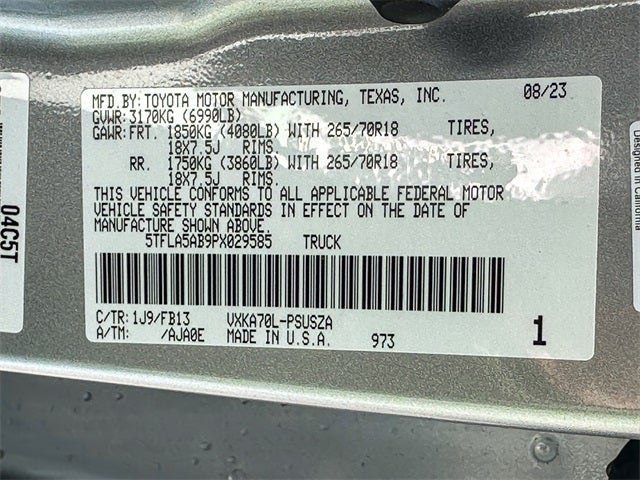 MFD.BY:TOYOTA MOTOR MANUFACTURING, TEXAS, INC. 08/23
GVWR:3170KG (6990LB)
GAWR:FRT. 1850KG (4080LB) WITH 265/70R18 TIRES,
18X7.5J RIMS.
RR. 1750KG (3860LB) WITH 265/70R18 TIRES,
18X7.5J RIMS.
THIS VEHICLE CONFORMS TO ALL APPLICABLE FEDERAL MOTOR
VEHICLE SAFETY STANDARDS IN EFFECT ON THE DATE OF
MANUFACTURE SHOWN ABOVE.
5TFLA5AB9PX029585 TRUCK
C/TR:1J9/FB13 VXKA70L-PSUSZA
A/TM: /AJA0E MADE IN U.S.A. 973 1
04C5T
Designed in
California